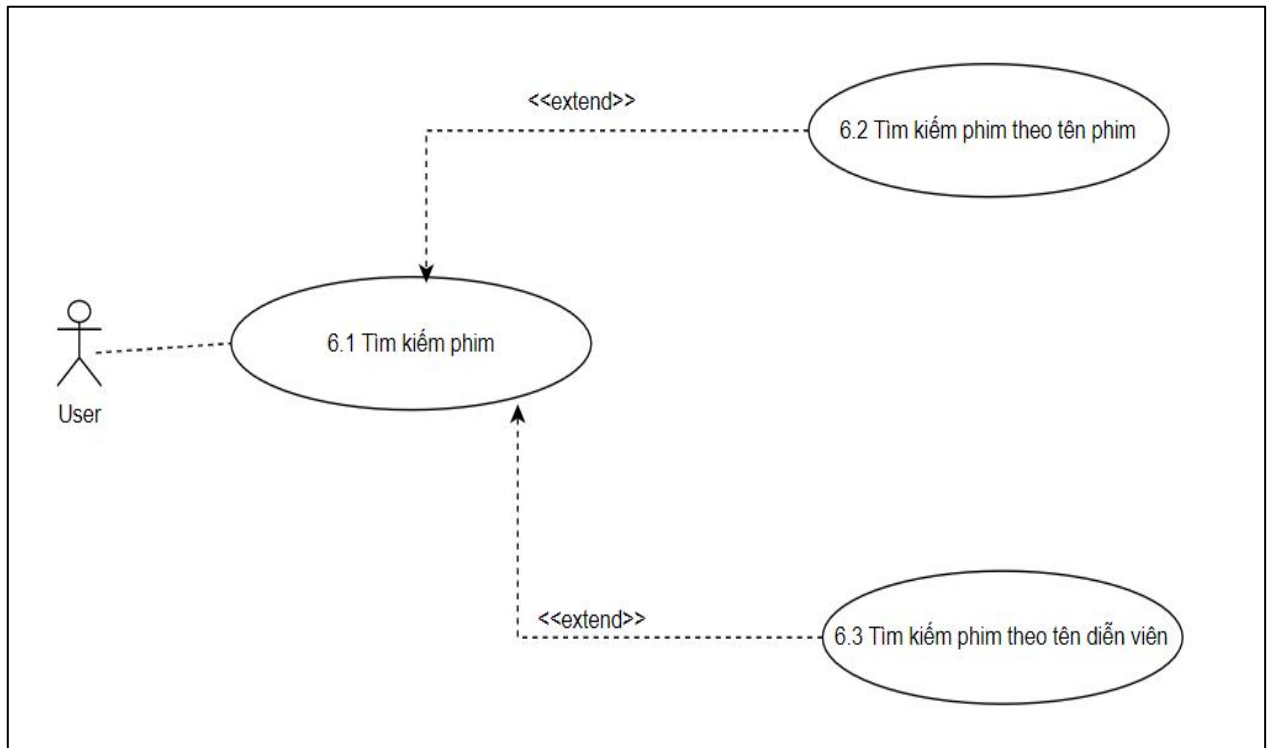 <<extend>>
6.2 Tìm kiếm phim theo tên phim
6.1 Tìm kiếm phim
User
<<extend>>
6.3 Tìm kiếm phim theo tên diễn viên